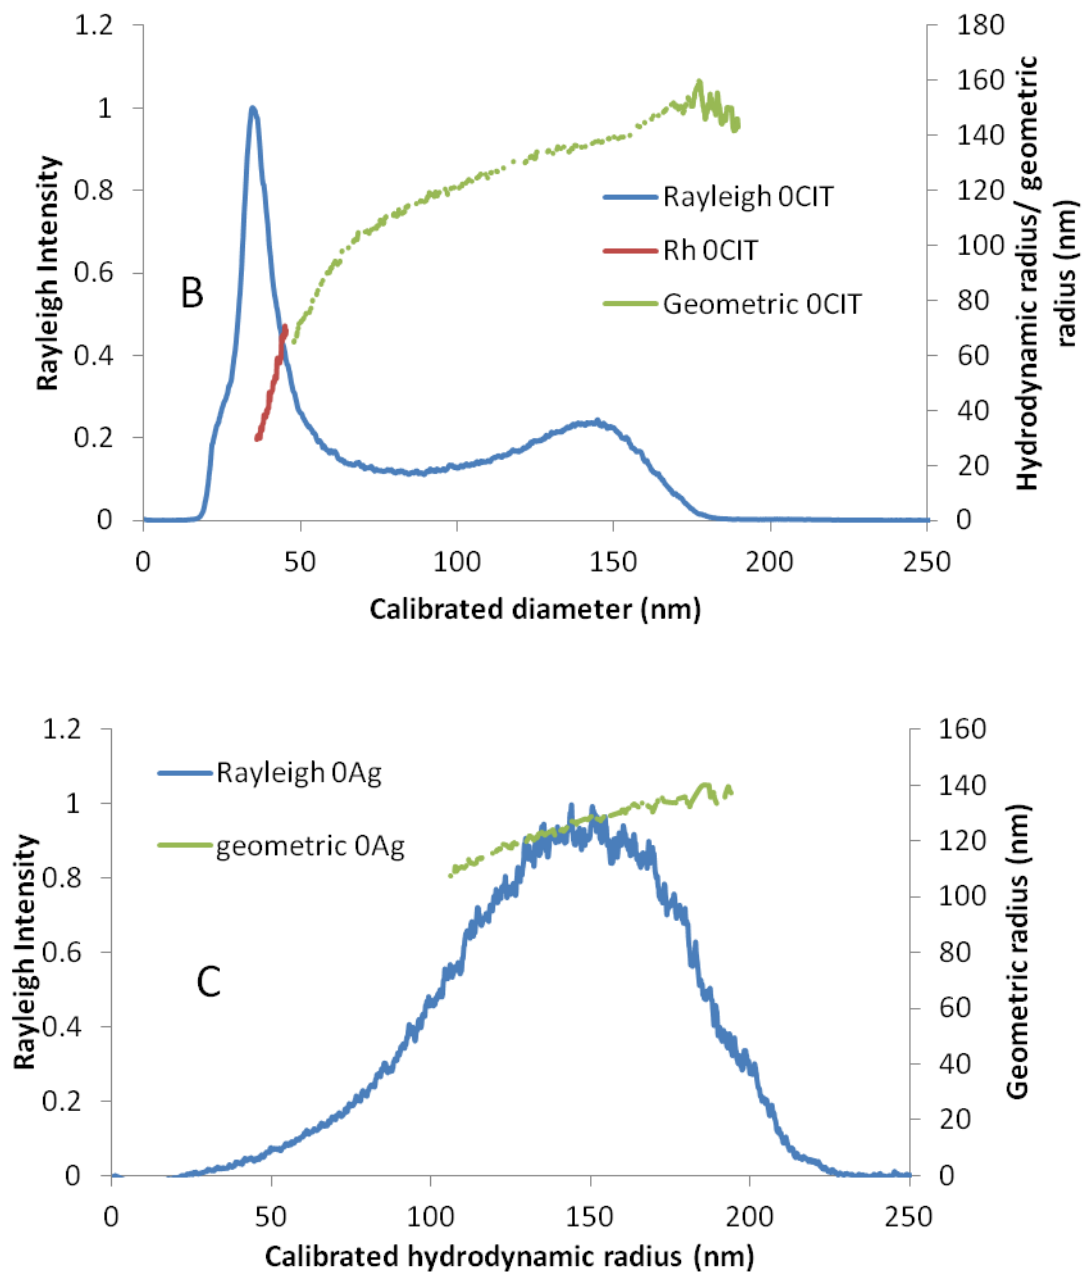 1.2
1
0.8
0.6
0.4
0.2
0
Rayleigh Intensity
B
Rayleigh 0CIT
Rh 0CIT
Geometric 0CIT
180
160
140
120
100
80
60
40
20
0
Hydrodynamic radius/ geometric
radius (nm)
0 50 100 150 200 250
Calibrated diameter (nm)
1.2
1
0.8
0.6
0.4
0.2
0
Rayleigh Intensity
Rayleigh 0Ag
geometric 0Ag
C
160
140
120
100
80
60
40
20
0
Geometric radius (nm)
0 50 100 150 200 250
Calibrated hydrodynamic radius (nm)